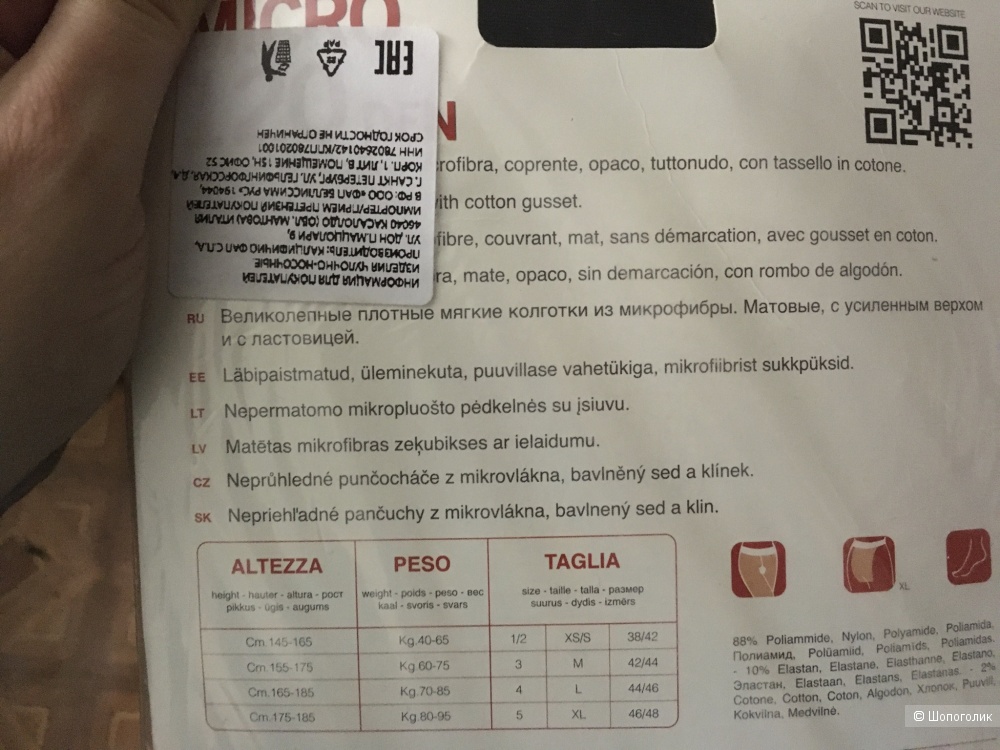 MICRO
SCAN TO VISIT OUR WEBSITE
EAC
PAP
ИНФОРМАЦИЯ ДЛЯ ПОКУПАТЕЛЕЙ
ИЗДЕЛИЯ ЧУЛОЧНО-НОСОЧНЫЕ
ПРОИЗВОДИТЕЛЬ: КАЛЦИФИЧИО ФАП СПА,
УЛ. ДОН П.МАЦЦОЛАРИ 9,
46040 КАСАЛОЛДО (ОБЛ. МАНТОВА) ИТАЛИЯ
ИМПОРТЕР/ПРИЕМ ПРЕТЕНЗИЙ ПОКУПАТЕЛЕЙ
В РФ: ООО «ФАП БЕЛЛИССИМА РУС» 194044,
Г. САНКТ ПЕТЕРБУРГ, УЛ. ГЕЛЬСИНГФОРССКАЯ, Д.4,
КОРП. 1, ЛИТ. В, ПОМЕЩЕНИЕ 15Н, ОФИС 52
ИНН 7802640142/КПП780201001
СРОК ГОДНОСТИ НЕ ОГРАНИЧЕН
N
rofibra, coprente, opaco, tuttonudo, con tassello in cotone.
ith cotton gusset.
fibre, couvrant, mat, sans démarcation, avec gousset en coton.
ra, mate, opaco, sin demarcación, con rombo de algodón.
RU Великолепные плотные мягкие колготки из микрофибры. Матовые, с усиленным верхом
и с ластовицей.
EE Läbipaistmatud, üleminekuta, puuvillase vahetükiga, mikrofiibrist sukkpüksid.
LT Nepermatomo mikropluošto pėdkelnės su įsiuvu.
LV Matētas mikrofibras zeķubikses ar ielaidumu.
CZ Neprůhledné punčocháče z mikrovlákna, bavlněný sed a klínek.
SK Nepriehľadné pančuchy z mikrovlákna, bavlnený sed a klin.
ALTEZZA PESO TAGLIA
height - hauter - altura - рост weight - poids - peso - вес size - taille - talla - размер
pikkus - ūgis - augums kaal - svoris - svars suurus - dydis - izmērs
Cm.145-165 Kg.40-65 1/2 XS/S 38/42
Cm.155-175 Kg.60-75 3 M 42/44
Cm.165-185 Kg.70-85 4 L 44/46
Cm.175-185 Kg.80-95 5 XL 46/48
XL
88% Poliammide, Nylon, Polyamide, Poliamida,
Полиамид, Polüamiid, Poliamids, Poliamidas.
- 10% Elastan, Elastane, Elasthanne, Elastano,
Эластан, Elastaan, Elastans, Elastanas. - 2%
Cotone, Cotton, Coton, Algodón, Хлопок, Puuvill,
Kokvilna, Medvilnė.
© Шопоголик